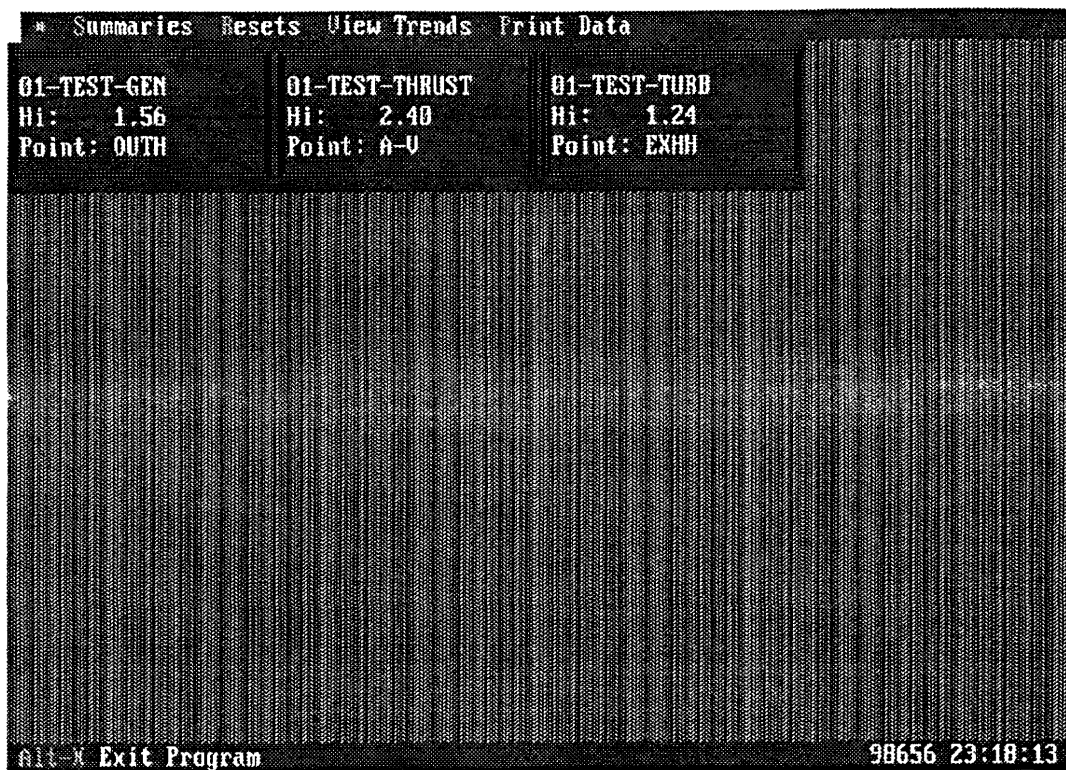 * Summaries Resets View Trends Print Data
01-TEST-GEN
Hi: 1.56
Point: OUTH
01-TEST-THRUST
Hi: 2.40
Point: A-V
01-TEST-TURB
Hi: 1.24
Point: EXHH
Alt-X Exit Program
98656 23:18:13